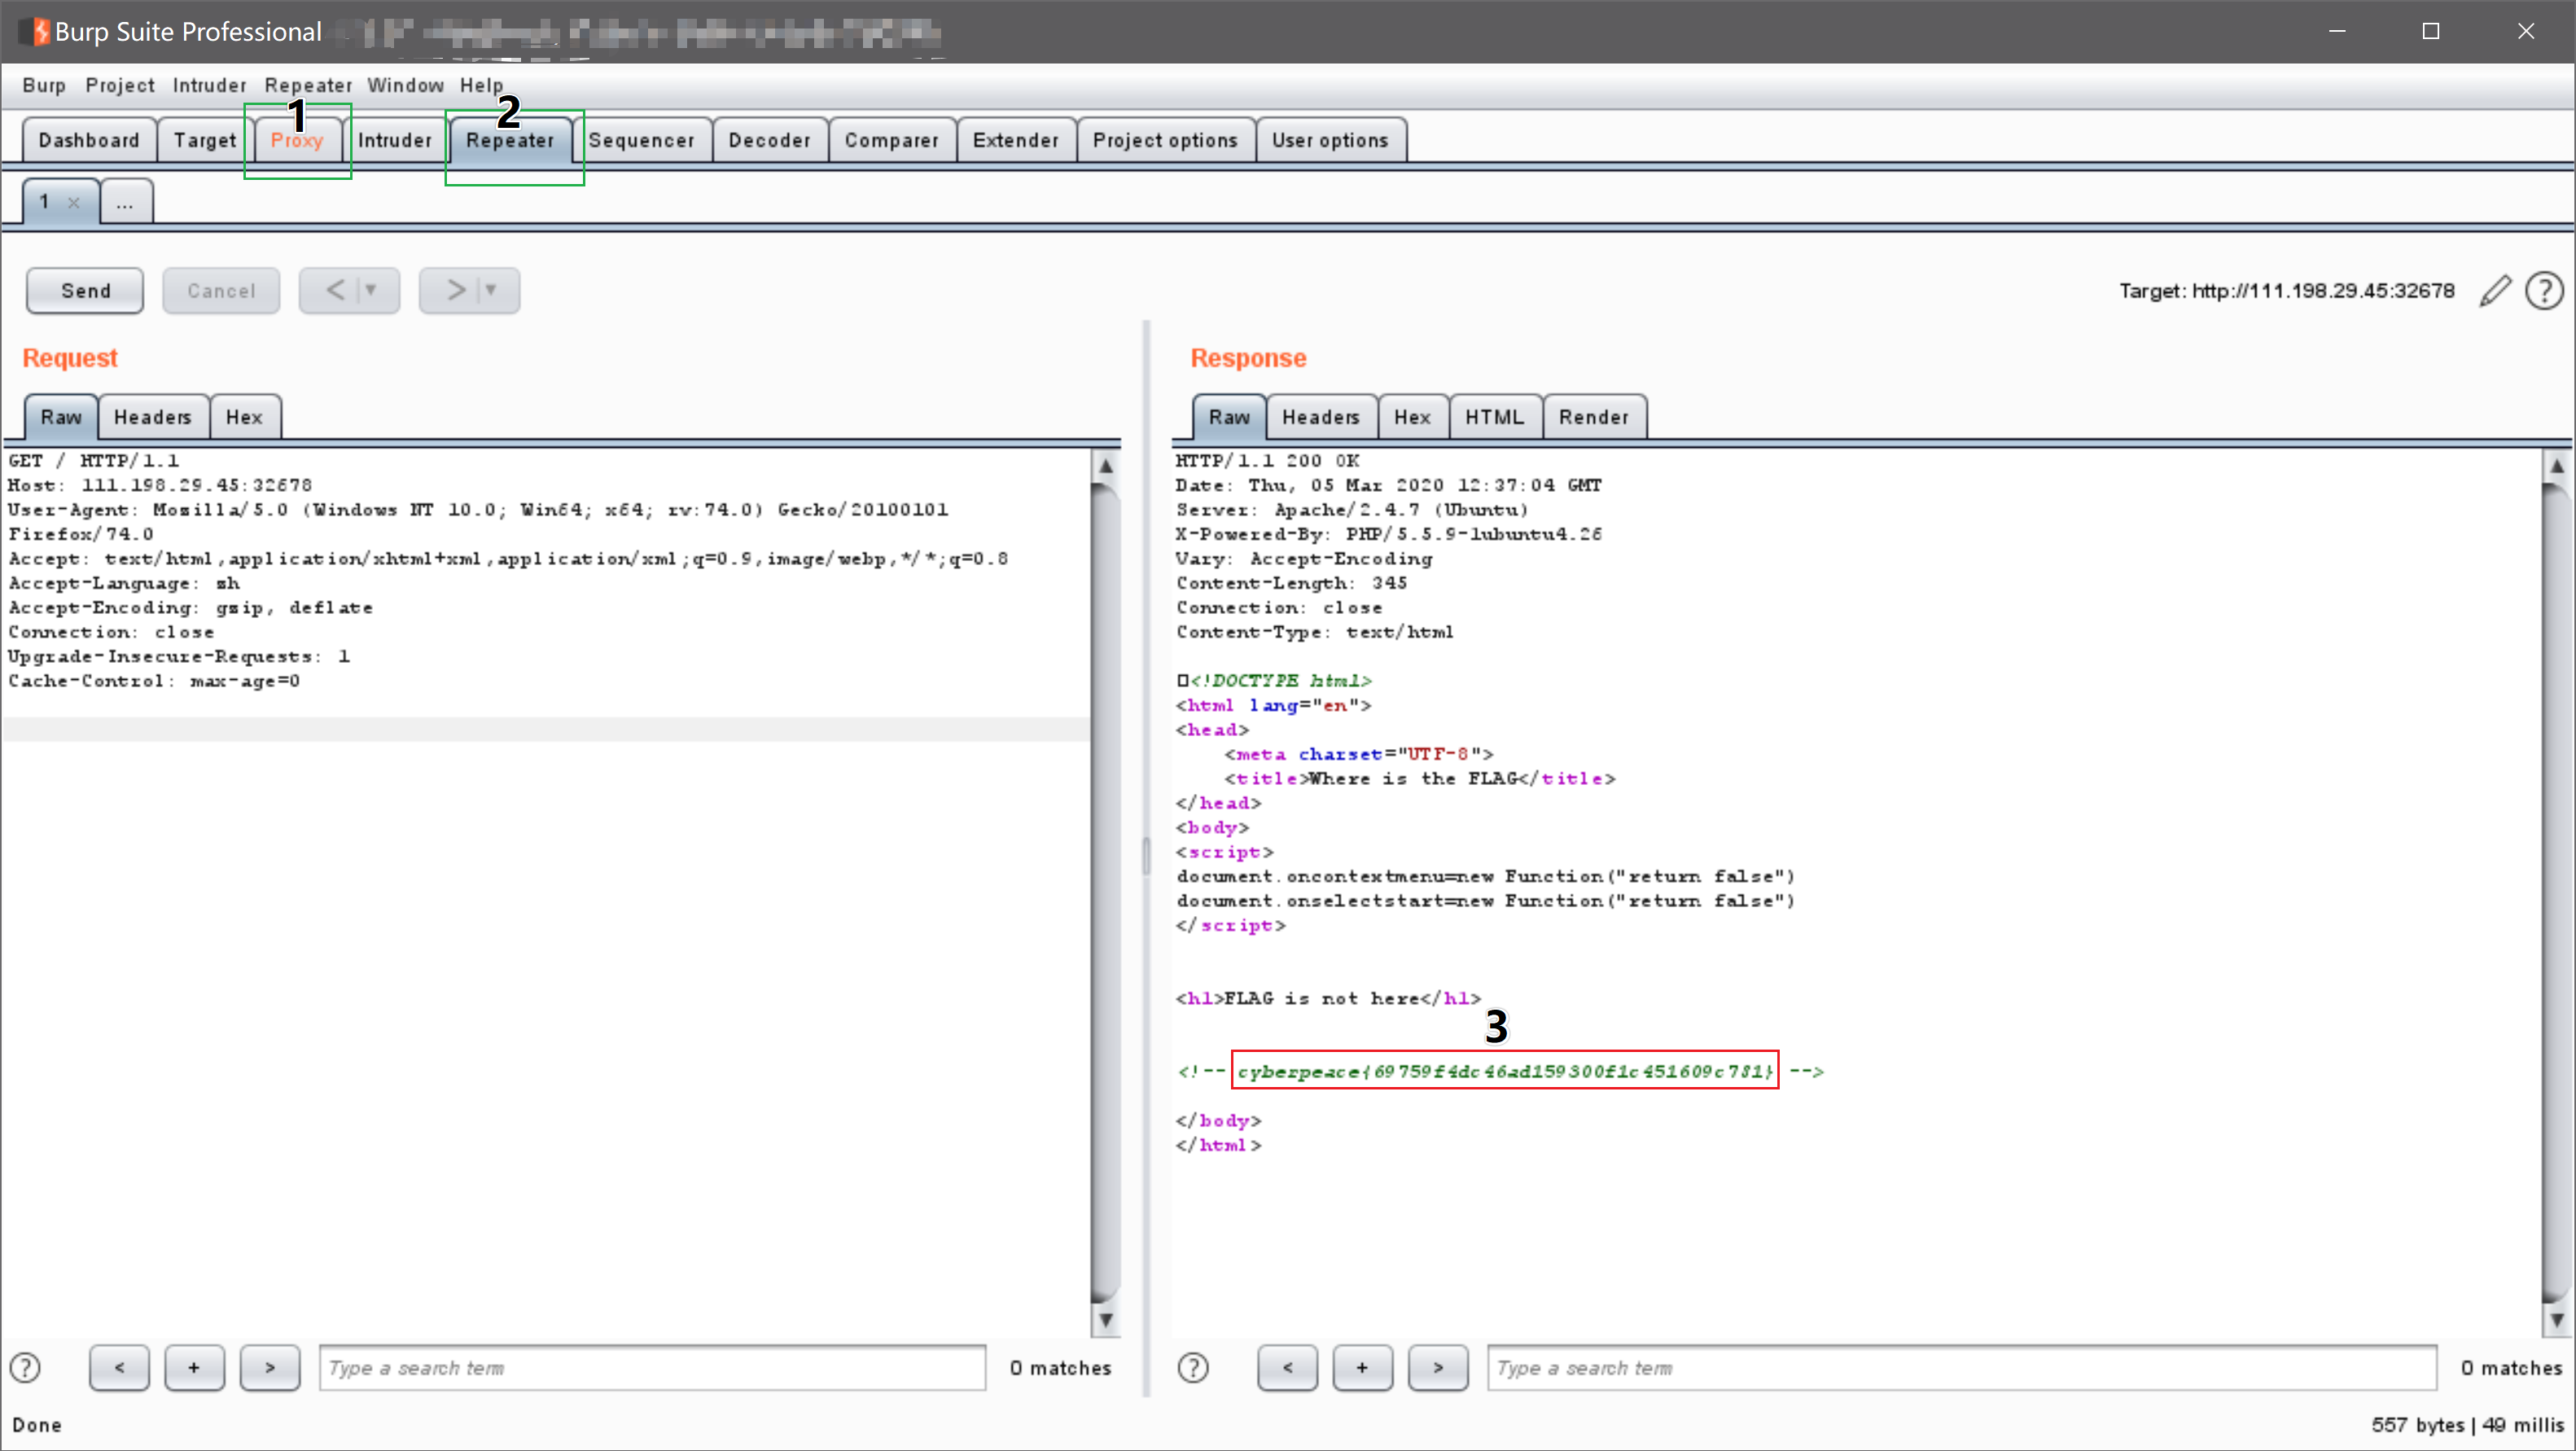 Burp Suite Professional
Burp Project Intruder Repeater Window Help
1 2
Dashboard Target Proxy Intruder Repeater Sequencer Decoder Comparer Extender Project options User options
1 × ...
Send Cancel < ▼ > ▼ Target: http://111.198.29.45:32678 ?
Request
Raw Headers Hex
GET / HTTP/1.1
Host: 111.198.29.45:32678
User-Agent: Mozilla/5.0 (Windows NT 10.0; Win64; x64; rv:74.0) Gecko/20100101
Firefox/74.0
Accept: text/html,application/xhtml+xml,application/xml;q=0.9,image/webp,*/*;q=0.8
Accept-Language: zh
Accept-Encoding: gzip, deflate
Connection: close
Upgrade-Insecure-Requests: 1
Cache-Control: max-age=0
? < + > Type a search term 0 matches
Response
Raw Headers Hex HTML Render
HTTP/1.1 200 OK
Date: Thu, 05 Mar 2020 12:37:04 GMT
Server: Apache/2.4.7 (Ubuntu)
X-Powered-By: PHP/5.5.9-1ubuntu4.26
Vary: Accept-Encoding
Content-Length: 345
Connection: close
Content-Type: text/html
<!DOCTYPE html>
<html lang="en">
<head>
<meta charset="UTF-8">
<title>Where is the FLAG</title>
</head>
<body>
<script>
document.oncontextmenu=new Function("return false")
document.onselectstart=new Function("return false")
</script>
<h1>FLAG is not here</h1>
3
<!-- cyberpeace{69759f4dc46ad159300f1c451609c781} -->
</body>
</html>
? < + > Type a search term 0 matches
Done
557 bytes | 49 millis